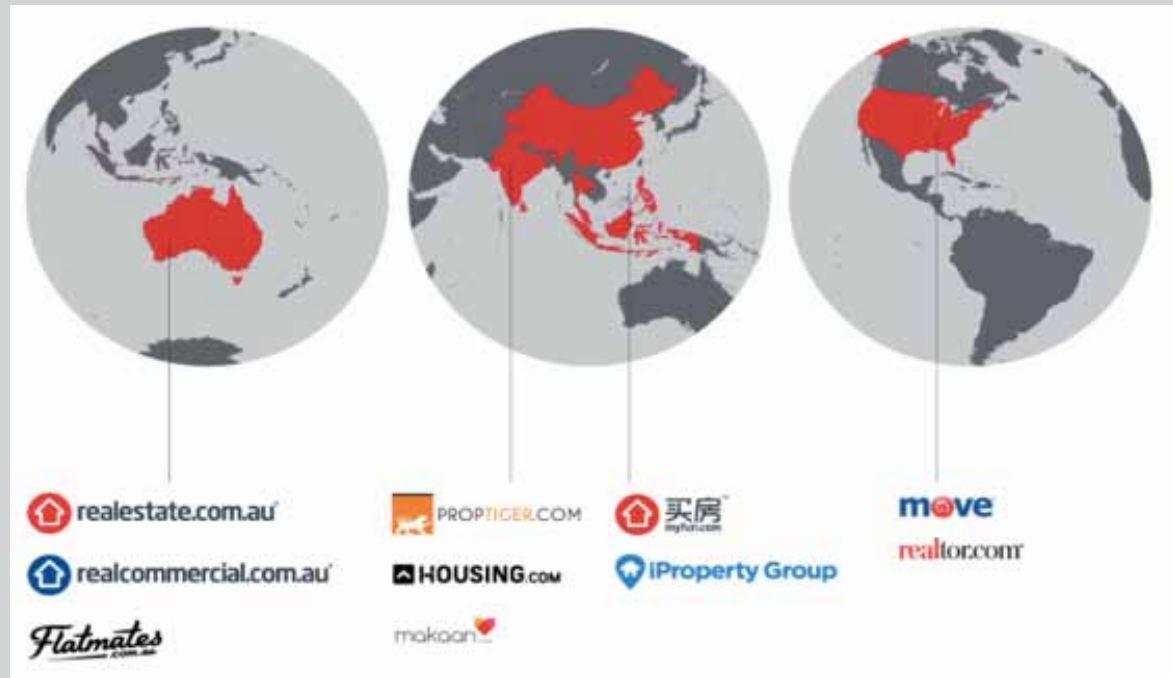 realestate.com.au
realcommercial.com.au
Flatmates
.com.au
PROPTIGER.COM
HOUSING.COM
makaan
买房
myfun.com
iProperty Group
move
realtor.com